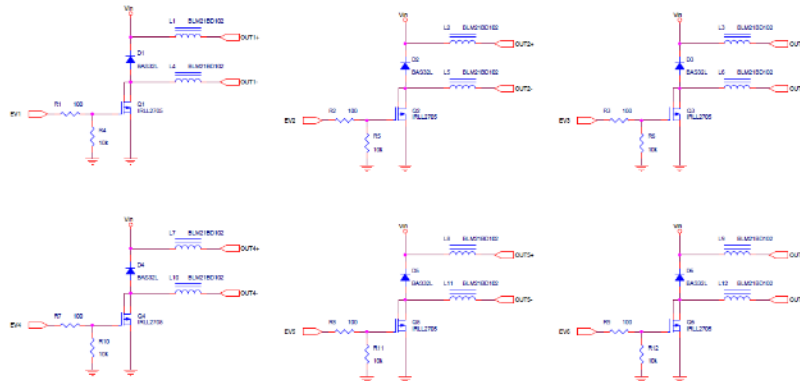 Vin
L1 BLM21BD102
OUT1+
D1
BAS32L
L4 BLM21BD102
OUT1-
EV1
R1 100
Q1
IRLL2705
R4
10k
Vin
L2 BLM21BD102
OUT2+
D2
BAS32L
L5 BLM21BD102
OUT2-
EV2
R2 100
Q2
IRLL2705
R5
10k
Vin
L3 BLM21BD102
OUT
D3
BAS32L
L6 BLM21BD102
OUT
EV3
R3 100
Q3
IRLL2705
R6
10k
Vin
L7 BLM21BD102
OUT4+
D4
BAS32L
L10 BLM21BD102
OUT4-
EV4
R7 100
Q4
IRLL2705
R10
10k
Vin
L8 BLM21BD102
OUT5+
D5
BAS32L
L11 BLM21BD102
OUT5-
EV5
R8 100
Q5
IRLL2705
R11
10k
Vin
L9 BLM21BD102
OUT
D6
BAS32L
L12 BLM21BD102
OUT
EV6
R9 100
Q6
IRLL2705
R12
10k